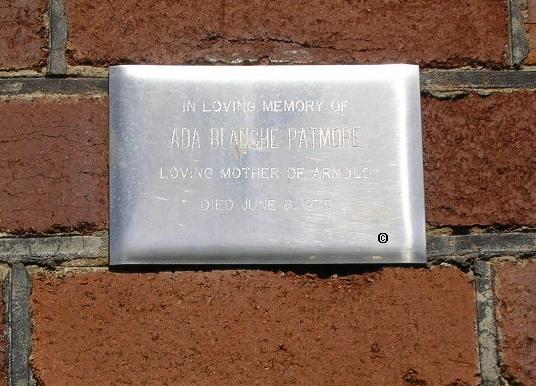 IN LOVING MEMORY OF
ADA BLANCHE PATMORE
LOVING MOTHER OF ARNOLD
DIED JUNE 8, 1975
©